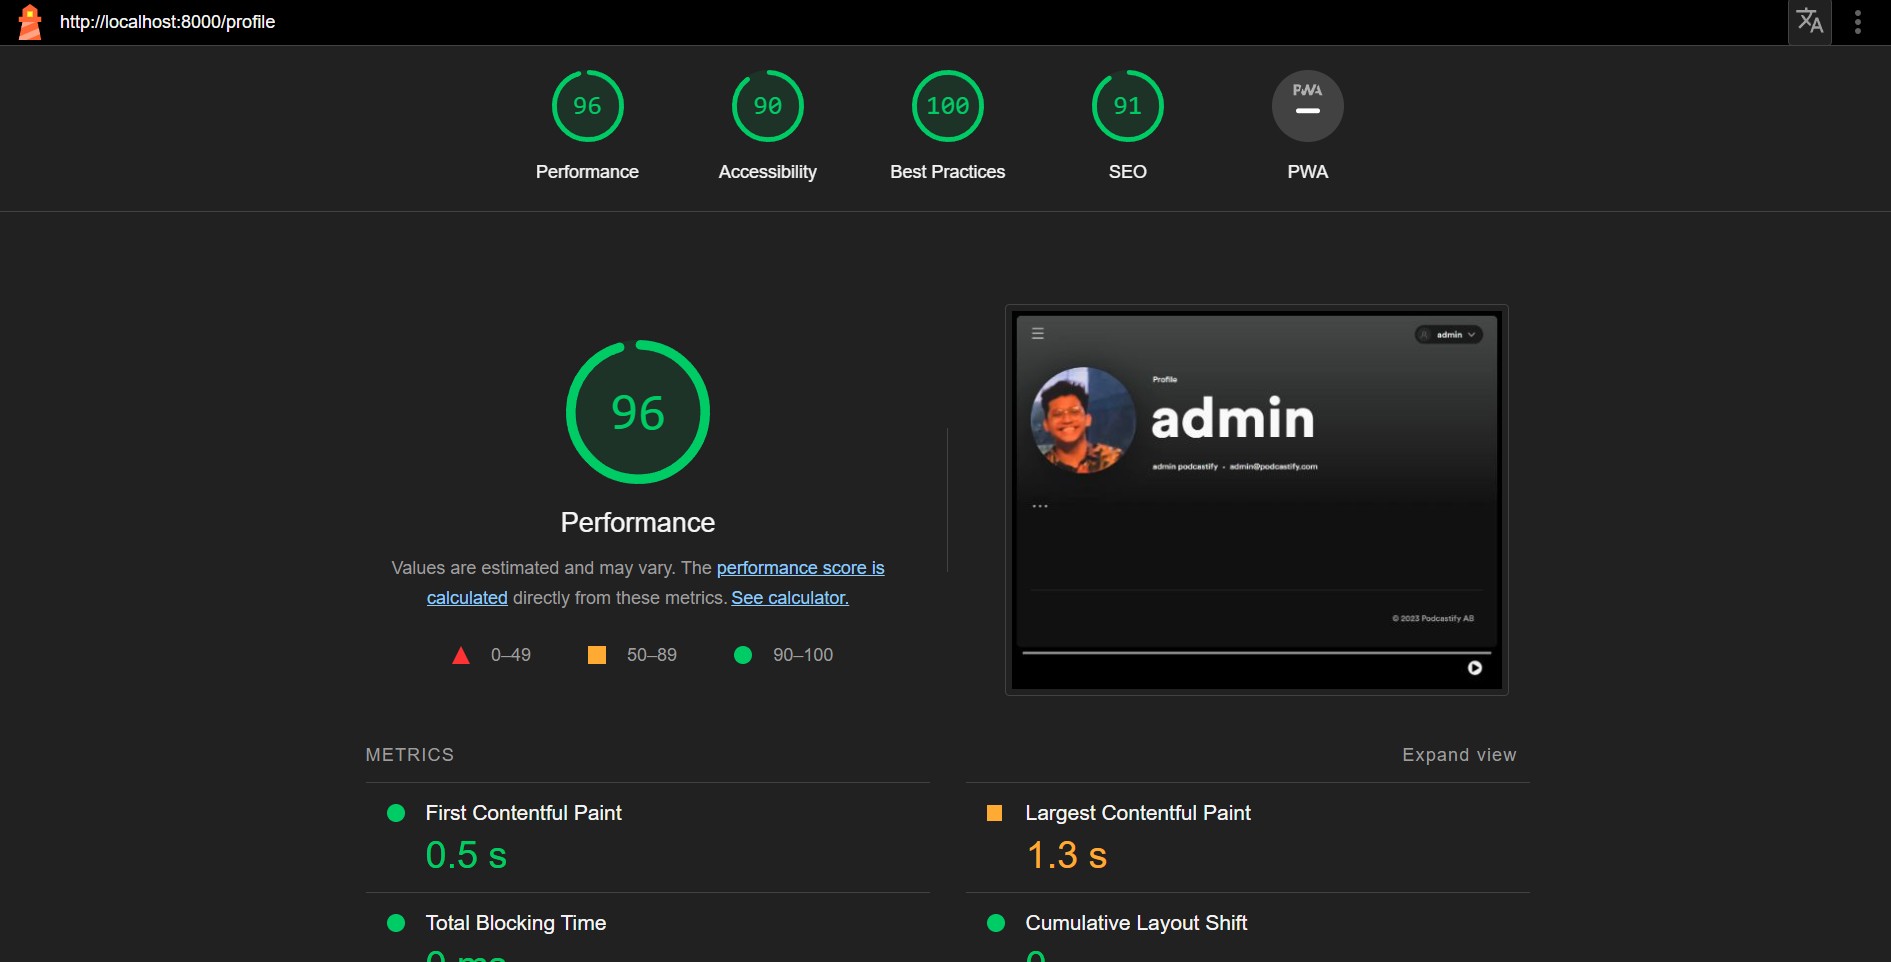 http://localhost:8000/profile
96
90
100
91
PWA
Performance
Accessibility
Best Practices
SEO
PWA
96
Performance
Values are estimated and may vary. The performance score is
calculated directly from these metrics. See calculator.
0–49
50–89
90–100
admin
Profile
admin
admin podcastify • admin@podcastify.com
© 2023 Podcastify AB
METRICS
Expand view
First Contentful Paint
0.5 s
Largest Contentful Paint
1.3 s
Total Blocking Time
0 ms
Cumulative Layout Shift
0